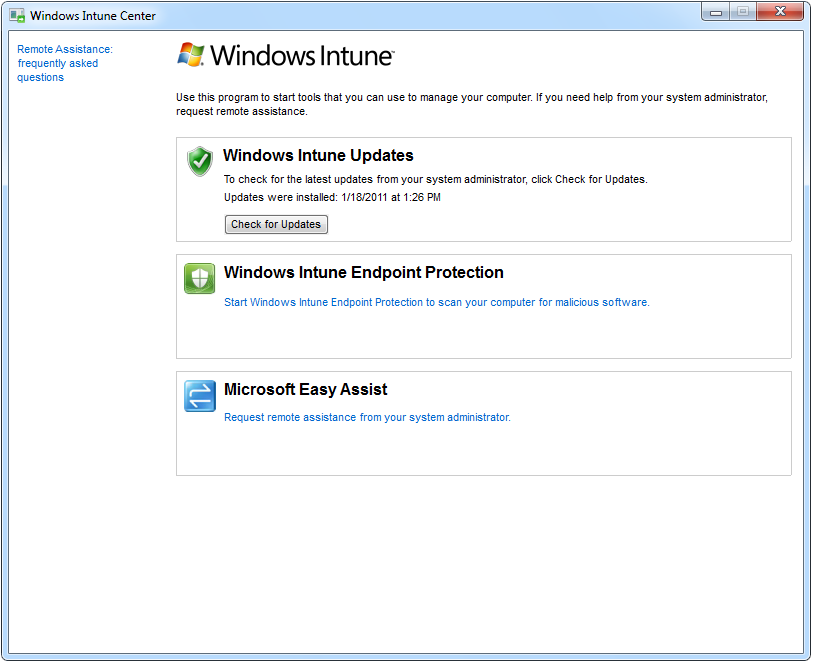 Windows Intune Center
Remote Assistance:
frequently asked
questions
Windows Intune™
Use this program to start tools that you can use to manage your computer. If you need help from your system administrator,
request remote assistance.
Windows Intune Updates
To check for the latest updates from your system administrator, click Check for Updates.
Updates were installed: 1/18/2011 at 1:26 PM
Check for Updates
Windows Intune Endpoint Protection
Start Windows Intune Endpoint Protection to scan your computer for malicious software.
Microsoft Easy Assist
Request remote assistance from your system administrator.